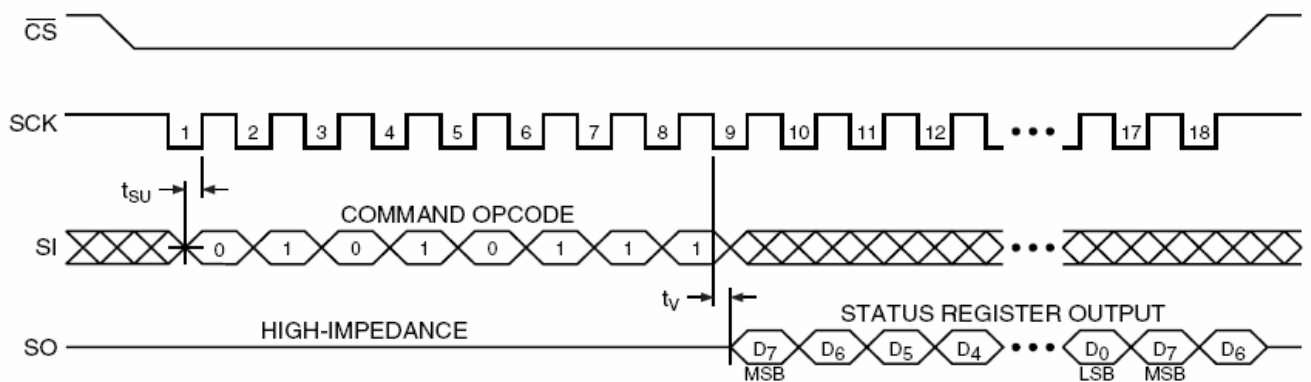 CS
SCK 1 2 3 4 5 6 7 8 9 10 11 12 17 18
tSU
COMMAND OPCODE
SI 0 1 0 1 0 1 1 1
tV
HIGH-IMPEDANCE
STATUS REGISTER OUTPUT
SO D7 D6 D5 D4 D0 D7 D6
MSB LSB MSB